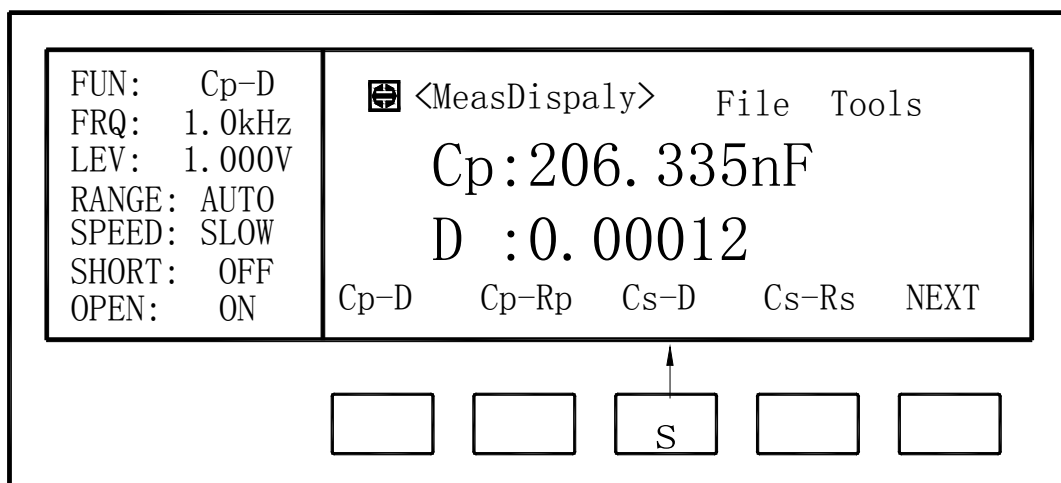 FUN: Cp-D
FRQ: 1.0kHz
LEV: 1.000V
RANGE: AUTO
SPEED: SLOW
SHORT: OFF
OPEN: ON
<MeasDispaly> File Tools
Cp:206.335nF
D :0.00012
Cp-D Cp-Rp Cs-D Cs-Rs NEXT
S